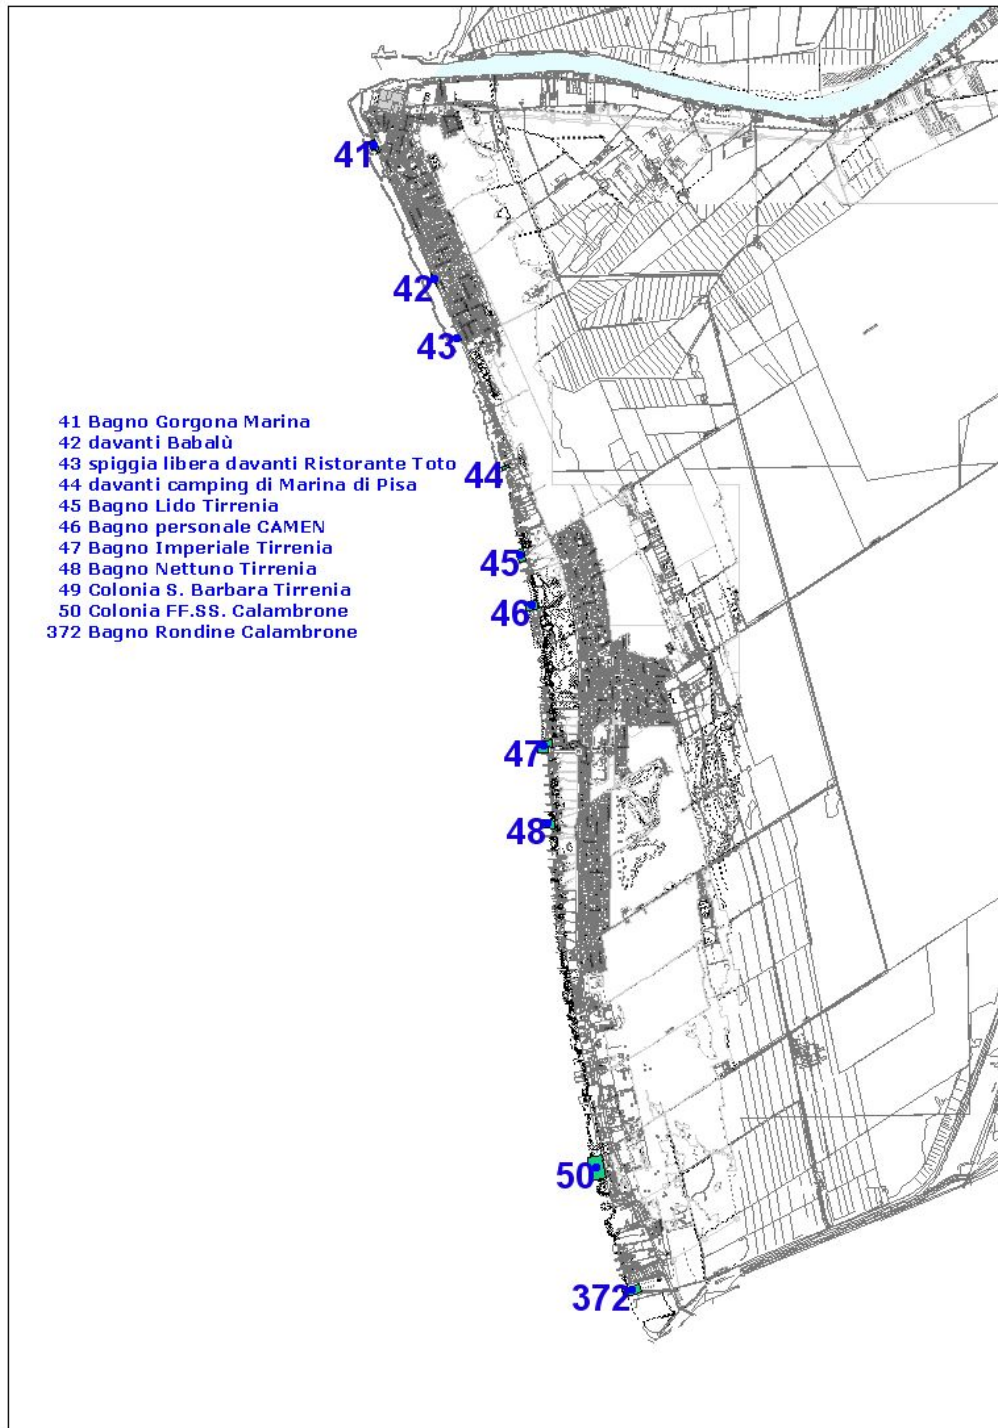 41
42
43
41 Bagno Gorgona Marina
42 davanti Babalù
43 spiggia libera davanti Ristorante Toto
44 davanti camping di Marina di Pisa
45 Bagno Lido Tirrenia
46 Bagno personale CAMEN
47 Bagno Imperiale Tirrenia
48 Bagno Nettuno Tirrenia
49 Colonia S. Barbara Tirrenia
50 Colonia FF.SS. Calambrone
372 Bagno Rondine Calambrone
44
45
46
47
48
50
372